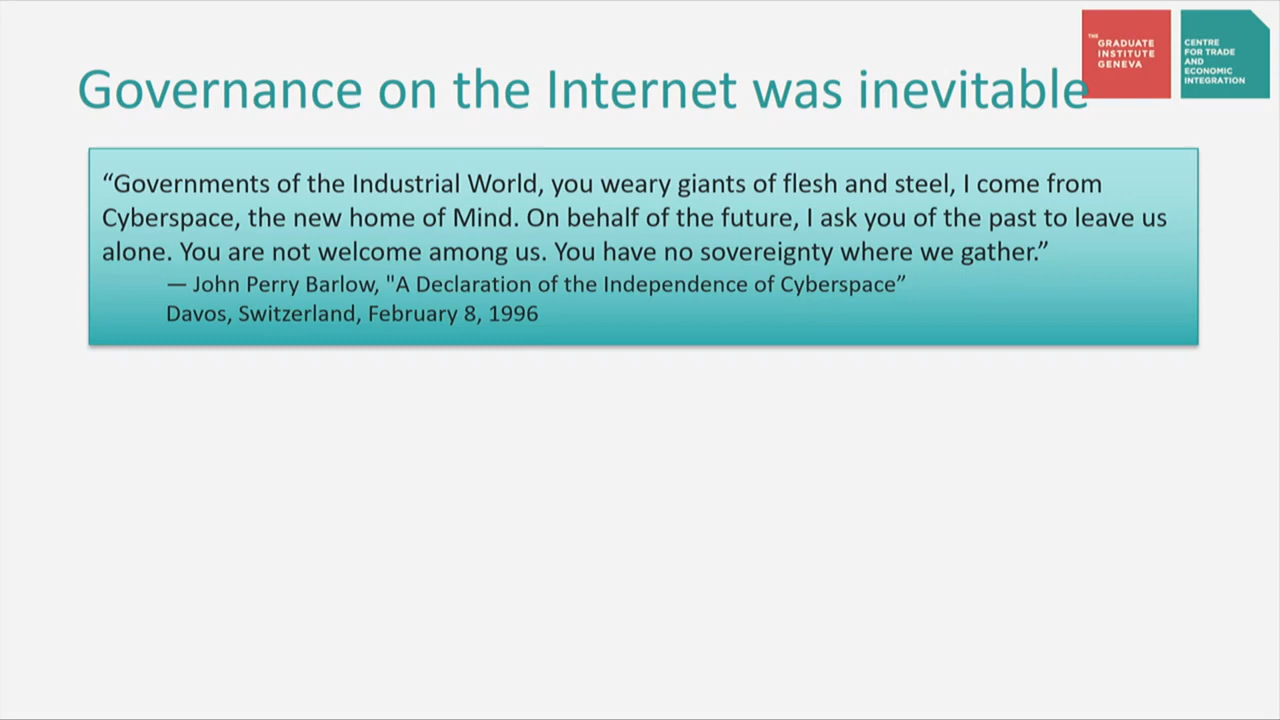 THE
GRADUATE
INSTITUTE
GENEVA
CENTRE
FOR TRADE
AND
ECONOMIC
INTEGRATION
Governance on the Internet was inevitable
“Governments of the Industrial World, you weary giants of flesh and steel, I come from
Cyberspace, the new home of Mind. On behalf of the future, I ask you of the past to leave us
alone. You are not welcome among us. You have no sovereignty where we gather.”
— John Perry Barlow, "A Declaration of the Independence of Cyberspace”
Davos, Switzerland, February 8, 1996